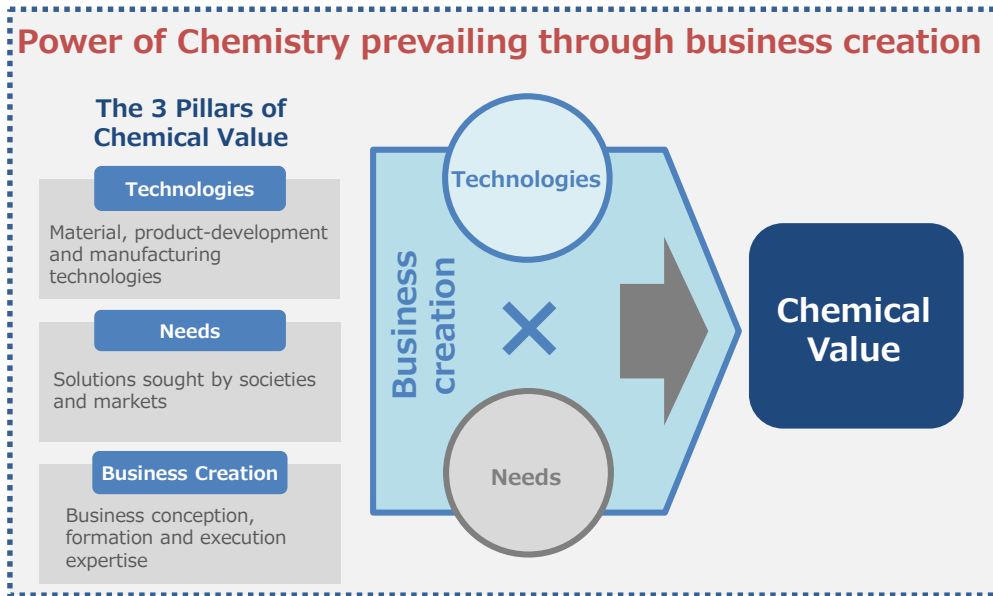 Power of Chemistry prevailing through business creation
The 3 Pillars of
Chemical Value
Technologies
Material, product-development
and manufacturing
technologies
Needs
Solutions sought by societies
and markets
Business Creation
Business conception,
formation and execution
expertise
Business
creation
Technologies
×
Needs
Chemical
Value